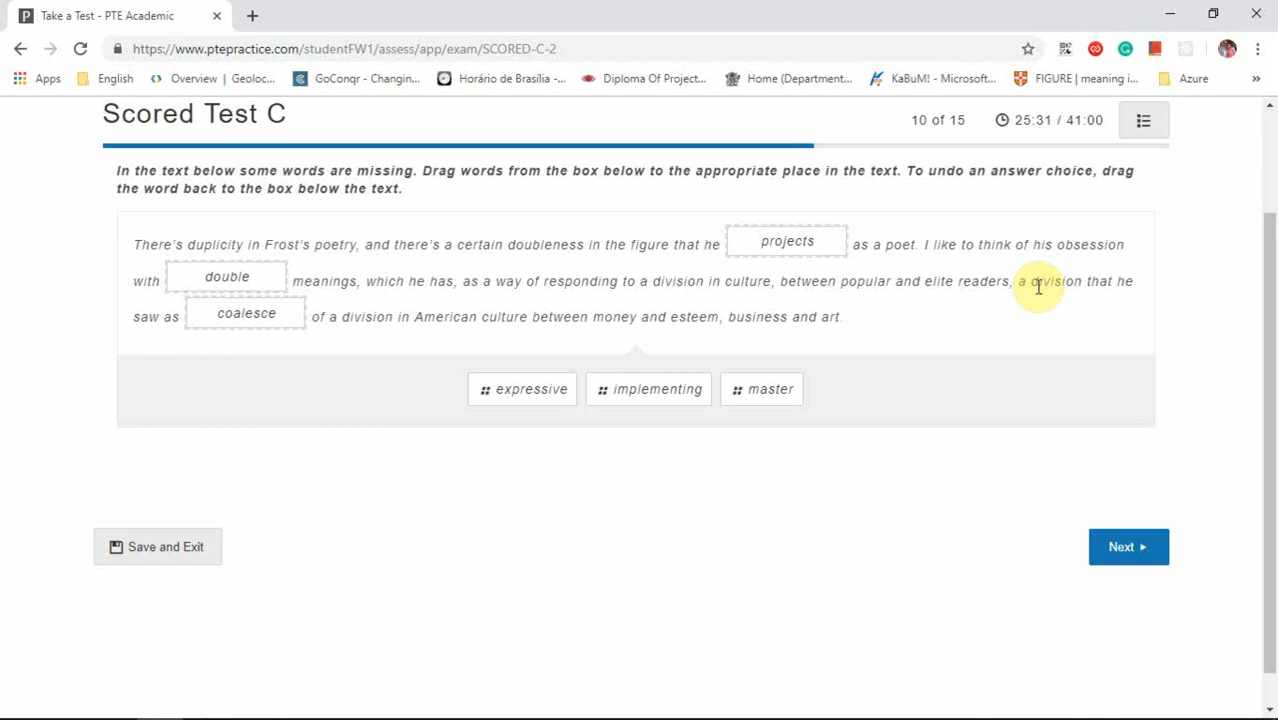 Take a Test - PTE Academic
https://www.ptepractice.com/studentFW1/assess/app/exam/SCORED-C-2
Apps English Overview | Geoloc... GoConqr - Changin... Horário de Brasília -... Diploma Of Project... Home (Department... KaBuM! - Microsoft... FIGURE | meaning i... Azure »
Scored Test C 10 of 15 25:31 / 41:00
In the text below some words are missing. Drag words from the box below to the appropriate place in the text. To undo an answer choice, drag
the word back to the box below the text.
There's duplicity in Frost's poetry, and there's a certain doubleness in the figure that he projects as a poet. I like to think of his obsession
with double meanings, which he has, as a way of responding to a division in culture, between popular and elite readers, a division that he
saw as coalesce of a division in American culture between money and esteem, business and art.
expressive implementing master
Save and Exit Next